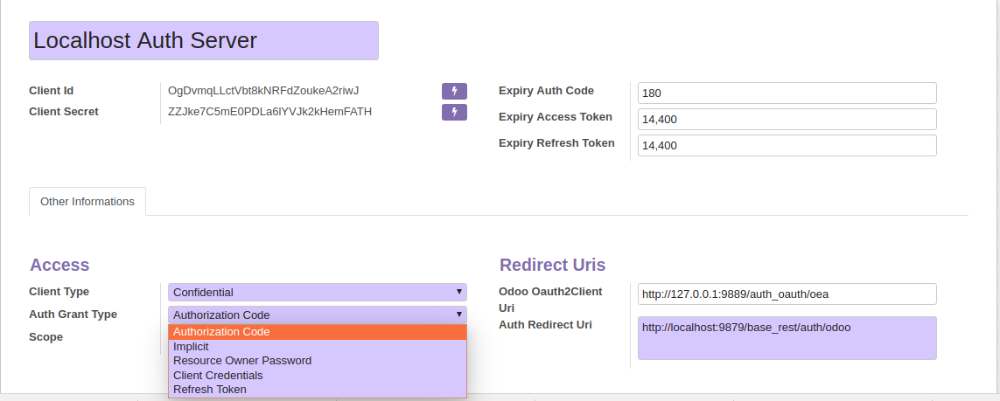 Localhost Auth Server
Client Id OgDvmqLLctVbt8kNRFdZoukeA2riwJ
Client Secret ZZJke7C5mE0PDLa6lYVJk2kHemFATH
Expiry Auth Code 180
Expiry Access Token 14,400
Expiry Refresh Token 14,400
Other Informations
Access
Client Type Confidential
Auth Grant Type Authorization Code
Scope
Authorization Code
Implicit
Resource Owner Password
Client Credentials
Refresh Token
Redirect Uris
Odoo Oauth2Client http://127.0.0.1:9889/auth_oauth/oea
Uri
Auth Redirect Uri http://localhost:9879/base_rest/auth/odoo